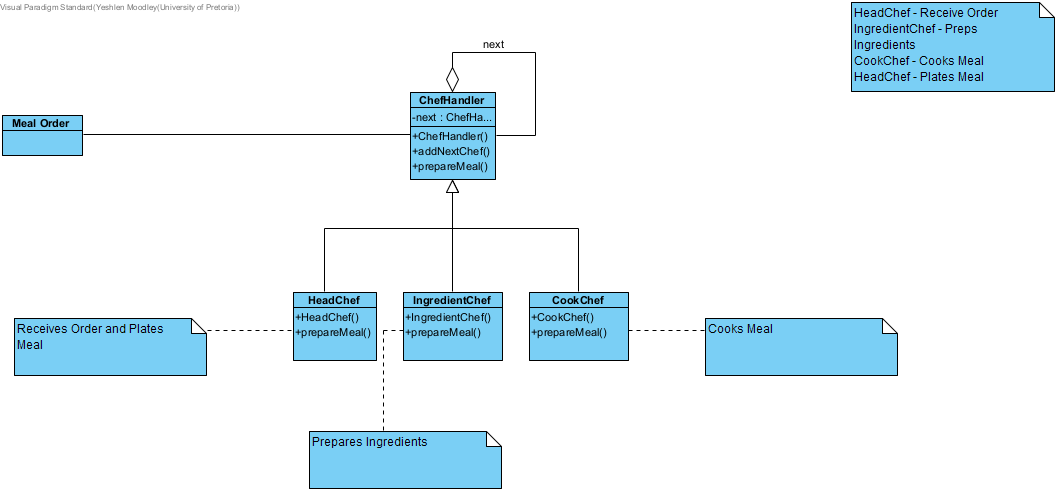 Visual Paradigm Standard(Yeshlen Moodley(University of Pretoria))
HeadChef - Receive Order
IngredientChef - Preps
Ingredients
CookChef - Cooks Meal
HeadChef - Plates Meal
next
ChefHandler
-next : ChefHa...
+ChefHandler()
+addNextChef()
+prepareMeal()
Meal Order
HeadChef
+HeadChef()
+prepareMeal()
IngredientChef
+IngredientChef()
+prepareMeal()
CookChef
+CookChef()
+prepareMeal()
Receives Order and Plates
Meal
Cooks Meal
Prepares Ingredients